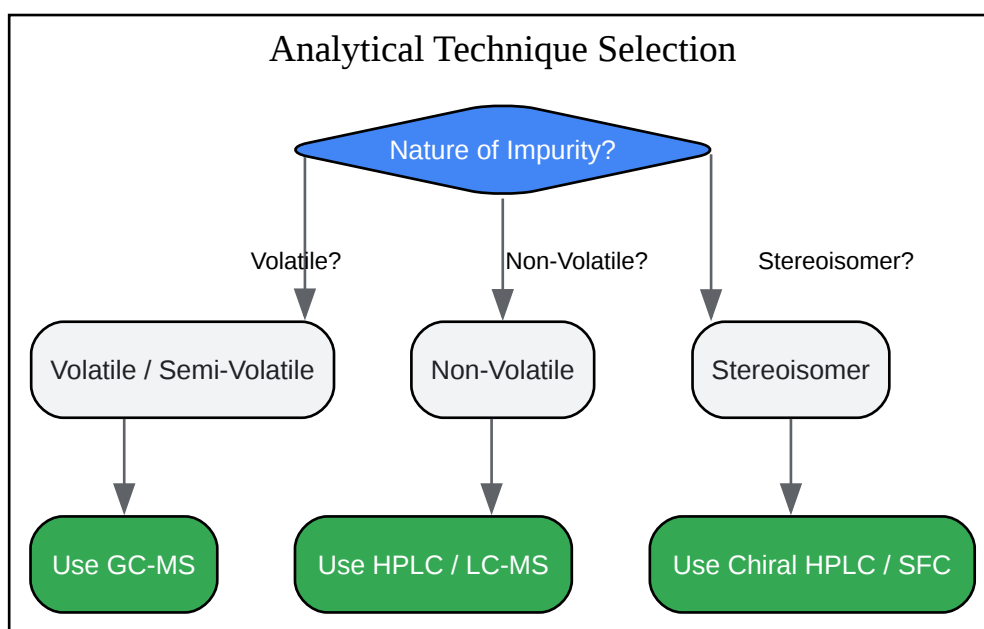 Analytical Technique Selection
Nature of Impurity?
Volatile?
Non-Volatile?
Stereoisomer?
Volatile / Semi-Volatile
Non-Volatile
Stereoisomer
Use GC-MS
Use HPLC / LC-MS
Use Chiral HPLC / SFC